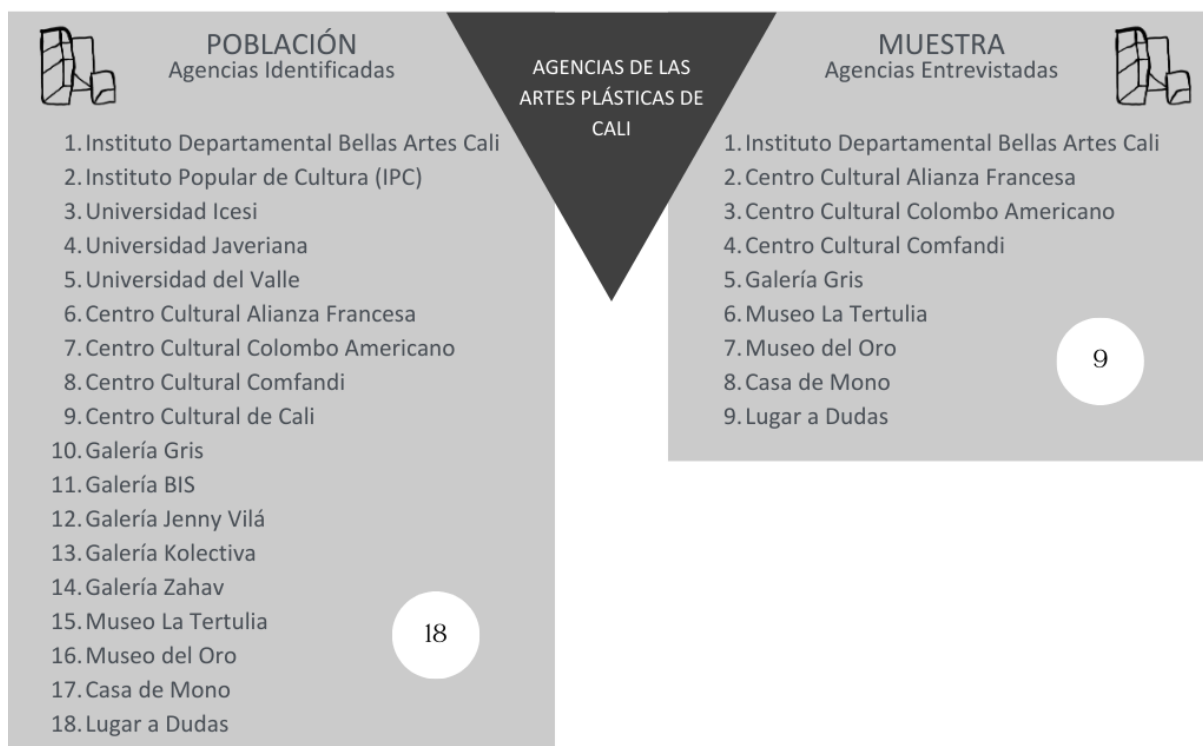 POBLACIÓN
Agencias Identificadas
1. Instituto Departamental Bellas Artes Cali
2. Instituto Popular de Cultura (IPC)
3. Universidad Icesi
4. Universidad Javeriana
5. Universidad del Valle
6. Centro Cultural Alianza Francesa
7. Centro Cultural Colombo Americano
8. Centro Cultural Comfandi
9. Centro Cultural de Cali
10. Galería Gris
11. Galería BIS
12. Galería Jenny Vilá
13. Galería Kolectiva
14. Galería Zahav
15. Museo La Tertulia
16. Museo del Oro
17. Casa de Mono
18. Lugar a Dudas
18
AGENCIAS DE LAS
ARTES PLÁSTICAS DE
CALI
MUESTRA
Agencias Entrevistadas
1. Instituto Departamental Bellas Artes Cali
2. Centro Cultural Alianza Francesa
3. Centro Cultural Colombo Americano
4. Centro Cultural Comfandi
5. Galería Gris
6. Museo La Tertulia
7. Museo del Oro
8. Casa de Mono
9. Lugar a Dudas
9